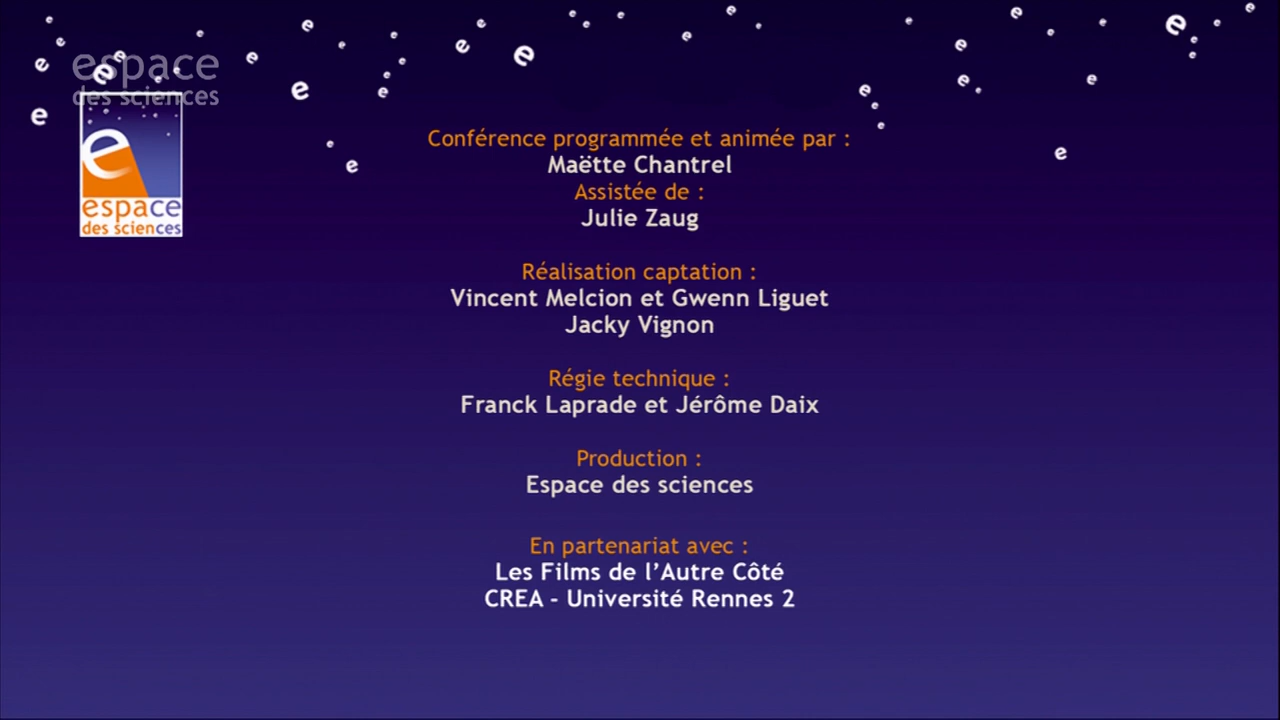 espace
des sciences
e
espace
des sciences
Conférence programmée et animée par :
Maëtte Chantrel
Assistée de :
Julie Zaug
Réalisation captation :
Vincent Melcion et Gwenn Liguet
Jacky Vignon
Régie technique :
Franck Laprade et Jérôme Daix
Production :
Espace des sciences
En partenariat avec :
Les Films de l’Autre Côté
CREA - Université Rennes 2